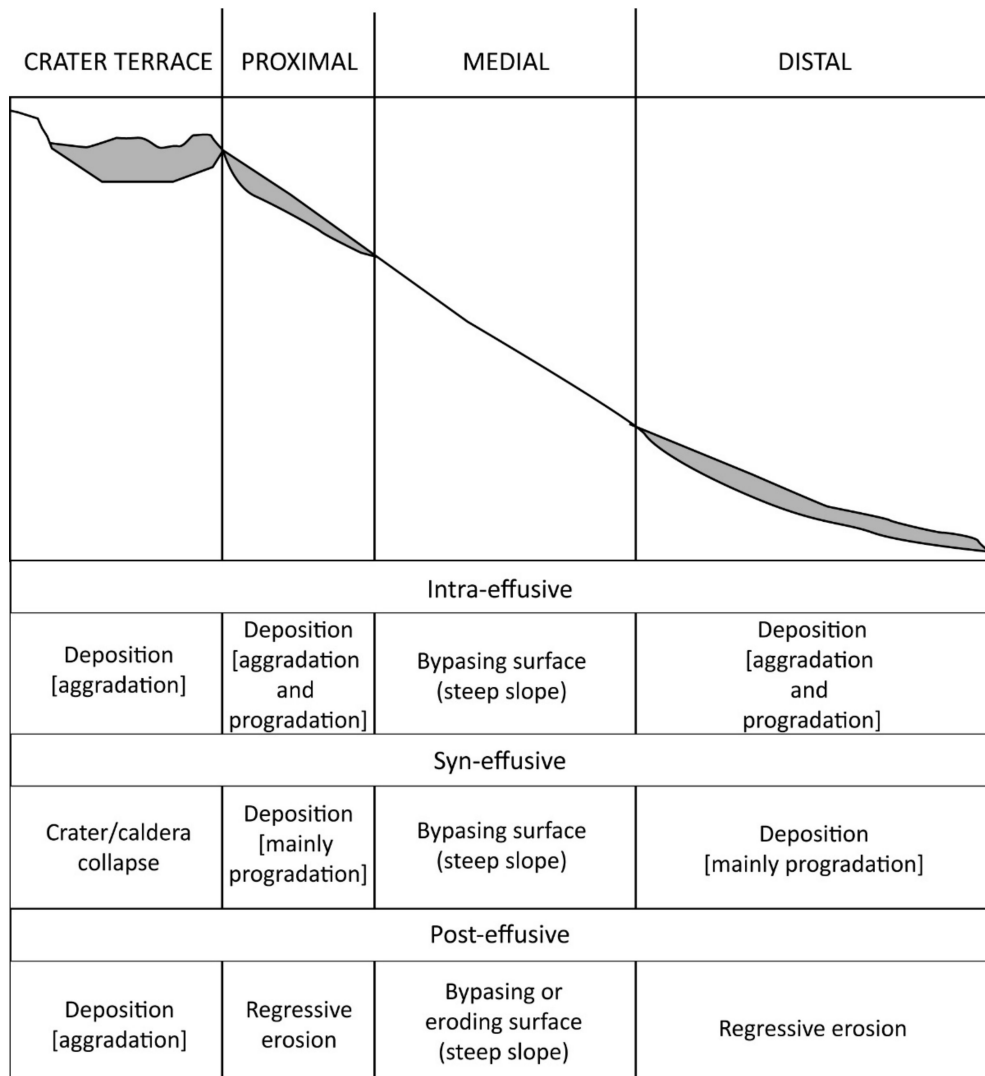 CRATER TERRACE
PROXIMAL
MEDIAL
DISTAL
Intra-effusive
Deposition
[aggradation]
Deposition
[aggradation
and
progradation]
Bypasing surface
(steep slope)
Deposition
[aggradation
and
progradation]
Syn-effusive
Crater/caldera
collapse
Deposition
[mainly
progradation]
Bypasing surface
(steep slope)
Deposition
[mainly progradation]
Post-effusive
Deposition
[aggradation]
Regressive
erosion
Bypasing or
eroding surface
(steep slope)
Regressive erosion